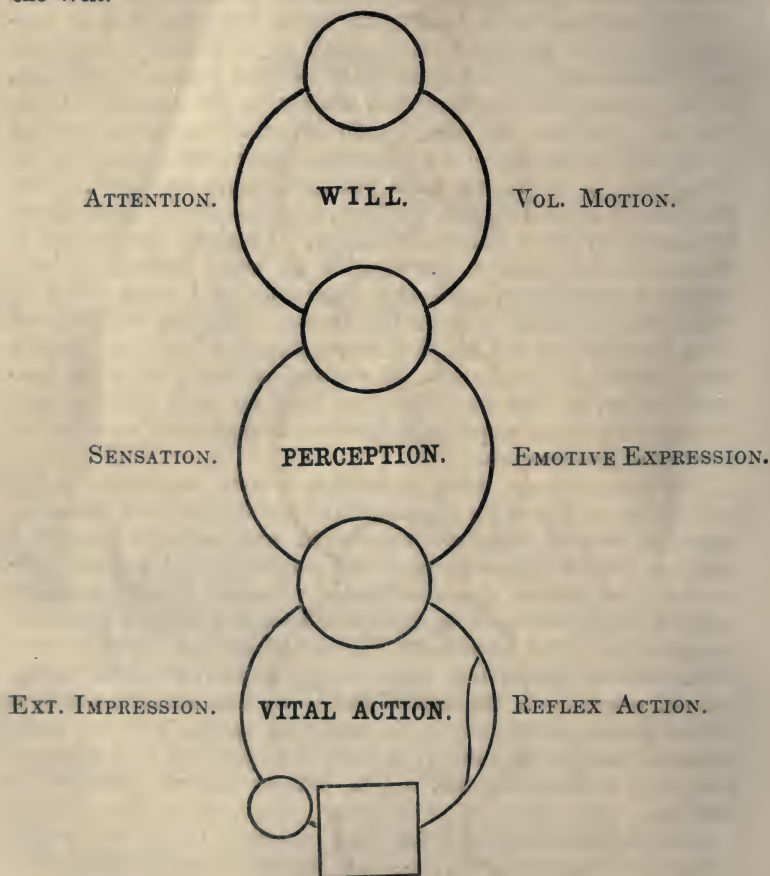 ATTENTION. WILL. VOL. MOTION.
SENSATION. PERCEPTION. EMOTIVE EXPRESSION.
EXT. IMPRESSION. VITAL ACTION. REFLEX ACTION.